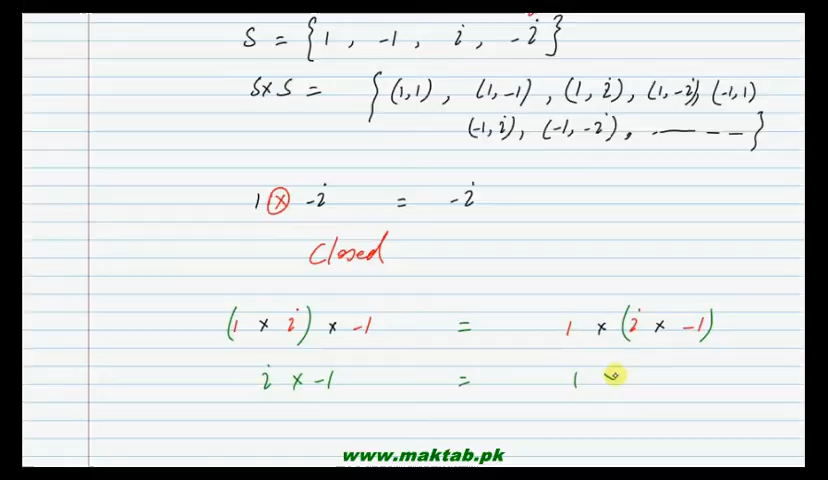 S = { 1 , -1 , i , -i }
S×S = { (1,1) , (1,-1) , (1,i) , (1,-i) , (-1,1)
(-1,i) , (-1,-i) , ------ }
1 ⊗ -i = -i
Closed
(1 × i) × -1 = 1 × (i × -1)
i × -1 = 1
www.maktab.pk